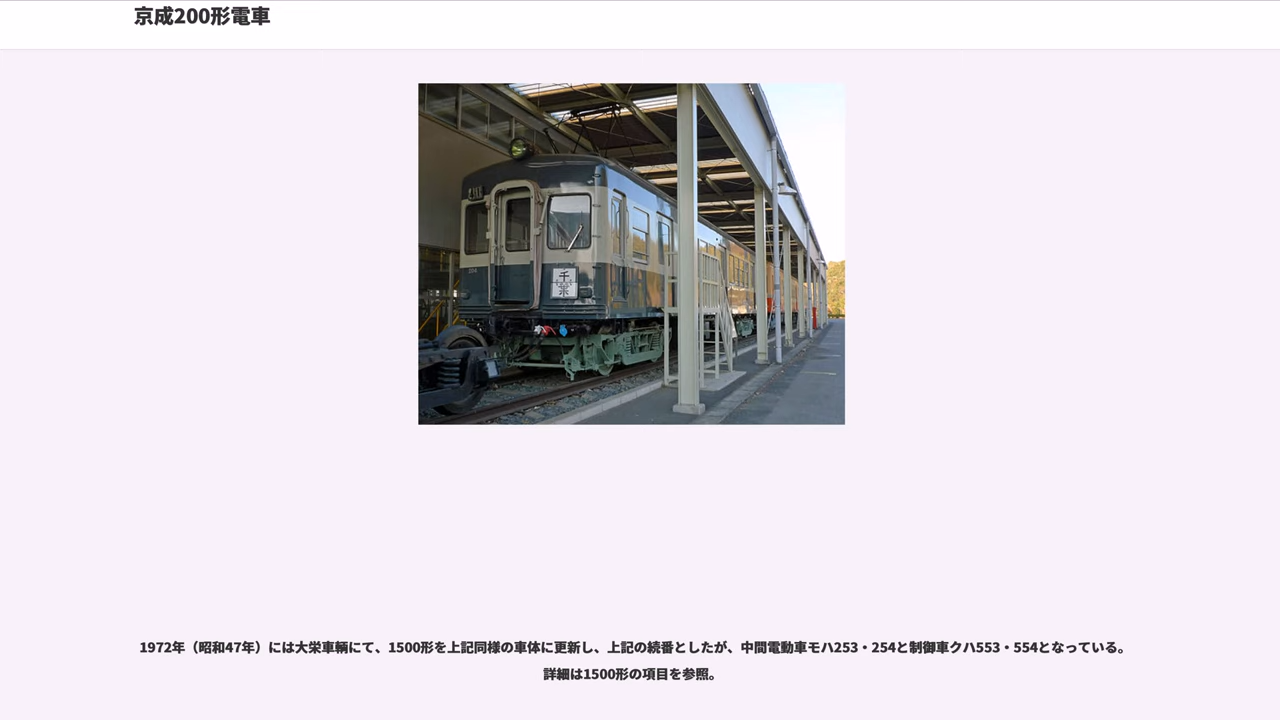 京成200形電車
254
千葉
1972年（昭和47年）には大栄車輌にて、1500形を上記同様の車体に更新し、上記の続番としたが、中間電動車モハ253・254と制御車クハ553・554となっている。
詳細は1500形の項目を参照。